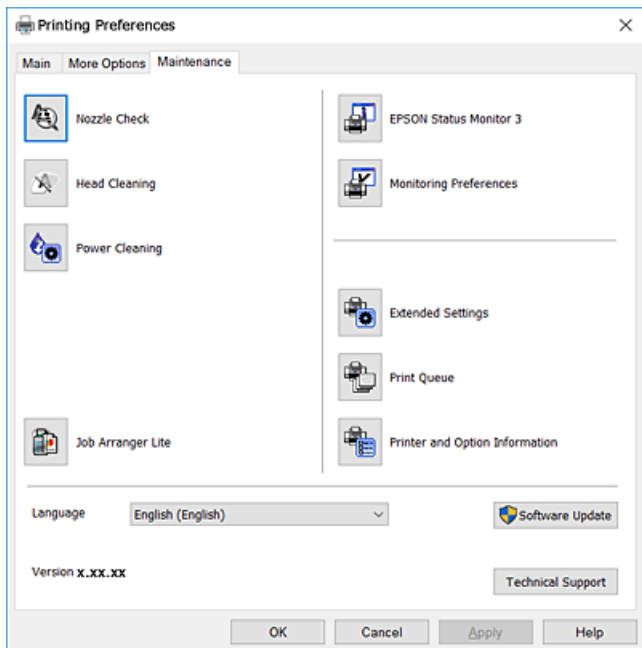 Printing Preferences
Main More Options Maintenance
Nozzle Check
EPSON Status Monitor 3
Head Cleaning
Monitoring Preferences
Power Cleaning
Extended Settings
Print Queue
Job Arranger Lite
Printer and Option Information
Language English (English) Software Update
Version x.xx.xx
Technical Support
OK Cancel Apply Help